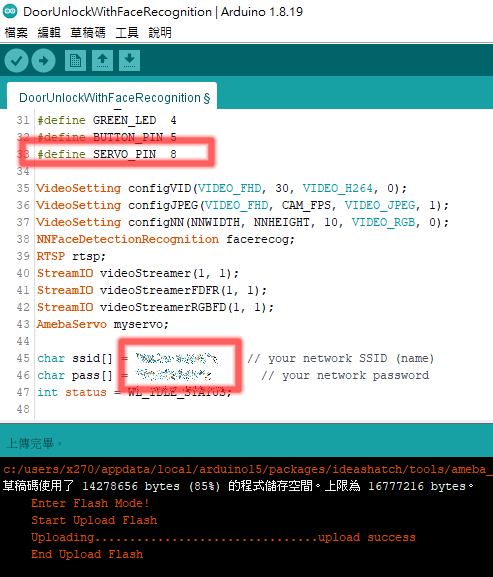 DoorUnlockWithFaceRecognition | Arduino 1.8.19
檔案 編輯 草稿碼 工具 說明
DoorUnlockWithFaceRecognition §
31 #define GREEN_LED 4
32 #define BUTTON_PIN 5
33 #define SERVO_PIN 8
34
35 VideoSetting configVID(VIDEO_FHD, 30, VIDEO_H264, 0);
36 VideoSetting configJPEG(VIDEO_FHD, CAM_FPS, VIDEO_JPEG, 1);
37 VideoSetting configNN(NNWIDTH, NNHEIGHT, 10, VIDEO_RGB, 0);
38 NNFaceDetectionRecognition facerecog;
39 RTSP rtsp;
40 StreamIO videoStreamer(1, 1);
41 StreamIO videoStreamerFDFR(1, 1);
42 StreamIO videoStreamerRGBFD(1, 1);
43 AmebaServo myservo;
44
45 char ssid[] = // your network SSID (name)
46 char pass[] = // your network password
47 int status = WL_IDLE_STATUS;
48
上傳完畢。
c:/users/x270/appdata/local/arduino15/packages/ideashatch/tools/ameba_
草稿碼使用了 14278656 bytes (85%) 的程式儲存空間。上限為 16777216 bytes。
Enter Flash Mode!
Start Upload Flash
Uploading................................upload success
End Upload Flash